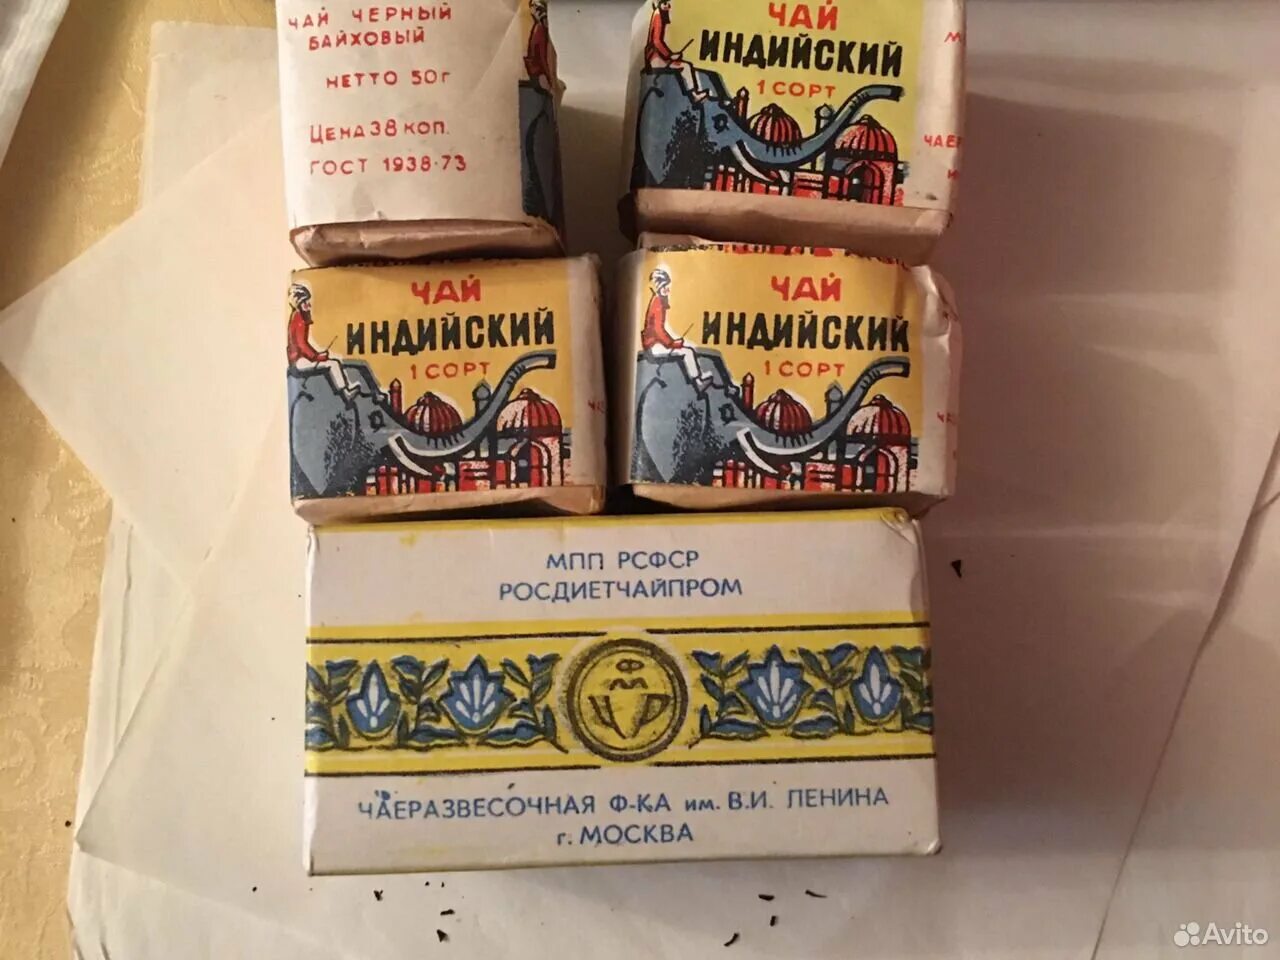 ЧАЙ ЧЕРНЫЙ
БАЙХОВЫЙ
НЕТТО 50 г
ЦЕНА 38 КОП.
ГОСТ 1938-73
ЧАЙ
ИНДИЙСКИЙ
1 СОРТ
ЧАЙ
ИНДИЙСКИЙ
1 СОРТ
ЧАЙ
ИНДИЙСКИЙ
1 СОРТ
МПП РСФСР
РОСДИЕТЧАЙПРОМ
ЧАЕРАЗВЕСОЧНАЯ Ф-КА им. В.И. ЛЕНИНА
г. МОСКВА
Avito